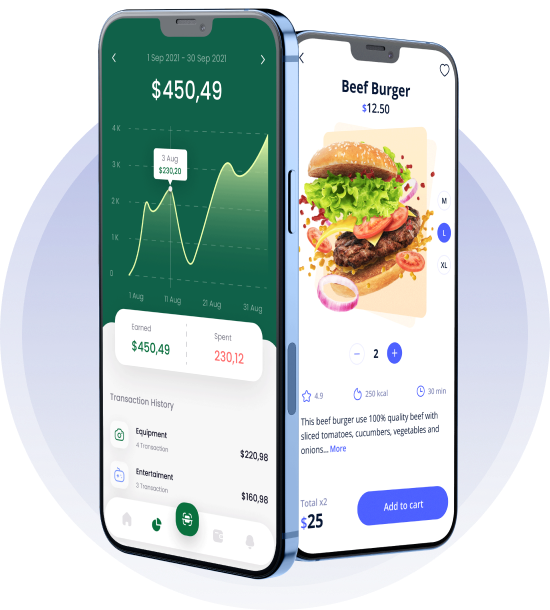 1 Sep 2021 - 30 Sep 2021
$450,49
4 K
3 K
2 K
1 K
0
3 Aug
$230,20
1 Aug
11 Aug
21 Aug
31 Aug
Earned
$450,49
Spent
230,12
Transaction History
Equipment
4 Transaction
$220,98
Entertaiment
2 Transaction
$160,98
Beef Burger
$12.50
M
L
XL
− 2 +
4.9
250 kcal
30 min
This beef burger use 100% quality beef with
sliced tomatoes, cucumbers, vegetables and
onions... More
Total x2
$25
Add to cart